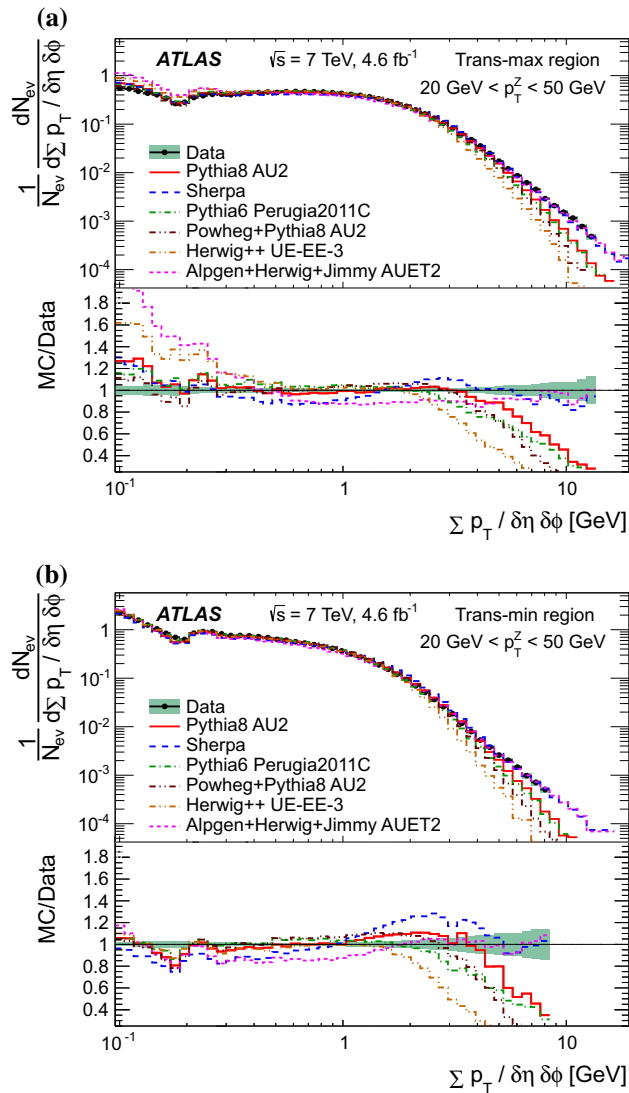 (a)
ATLAS √s = 7 TeV, 4.6 fb⁻¹ Trans-max region
20 GeV < p_T^Z < 50 GeV
1/N_ev dN_ev/d∑ p_T / δη δϕ
1
10⁻¹
10⁻²
10⁻³
10⁻⁴
Data
Pythia8 AU2
Sherpa
Pythia6 Perugia2011C
Powheg+Pythia8 AU2
Herwig++ UE-EE-3
Alpgen+Herwig+Jimmy AUET2
MC/Data
1.8
1.6
1.4
1.2
1
0.8
0.6
0.4
10⁻¹ 1 10
∑ p_T / δη δϕ [GeV]
(b)
ATLAS √s = 7 TeV, 4.6 fb⁻¹ Trans-min region
20 GeV < p_T^Z < 50 GeV
1/N_ev dN_ev/d∑ p_T / δη δϕ
1
10⁻¹
10⁻²
10⁻³
10⁻⁴
Data
Pythia8 AU2
Sherpa
Pythia6 Perugia2011C
Powheg+Pythia8 AU2
Herwig++ UE-EE-3
Alpgen+Herwig+Jimmy AUET2
MC/Data
1.8
1.6
1.4
1.2
1
0.8
0.6
0.4
10⁻¹ 1 10
∑ p_T / δη δϕ [GeV]